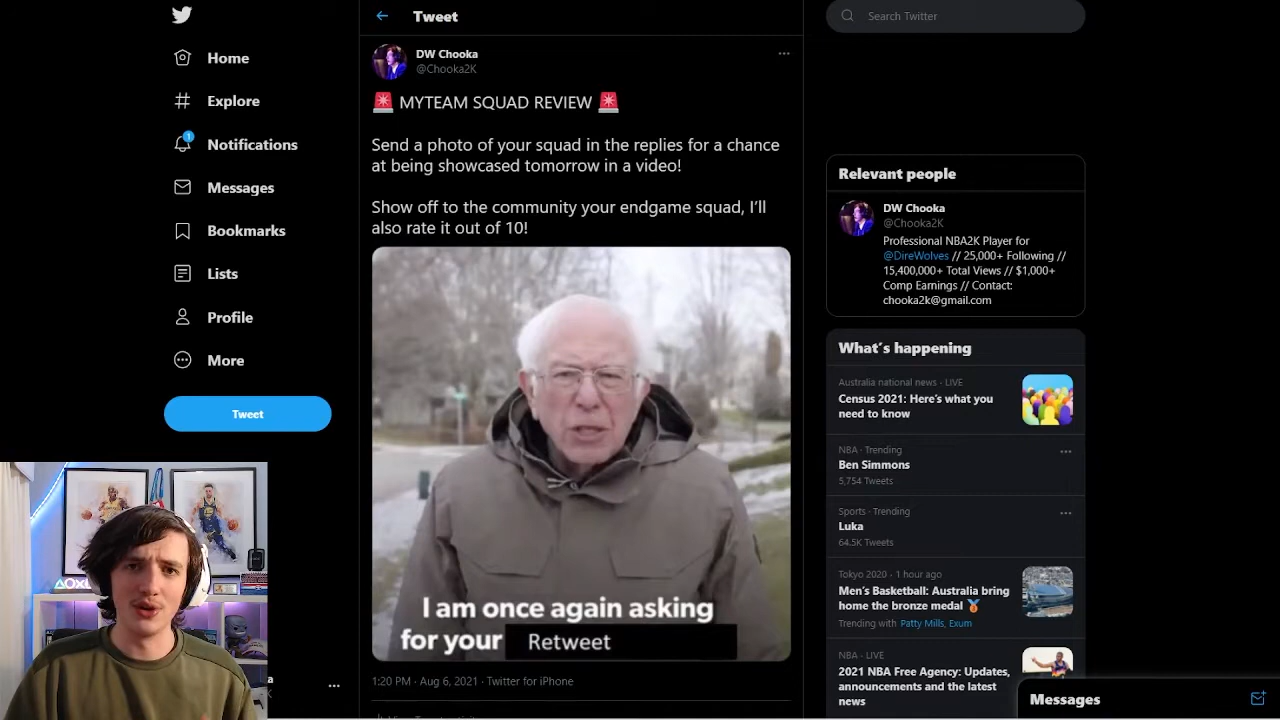 Home
Explore
1
Notifications
Messages
Bookmarks
Lists
Profile
More
Tweet
Tweet
DW Chooka
@Chooka2K
🚨 MYTEAM SQUAD REVIEW 🚨
Send a photo of your squad in the replies for a chance
at being showcased tomorrow in a video!
Show off to the community your endgame squad, I'll
also rate it out of 10!
I am once again asking
for your Retweet
1:20 PM · Aug 6, 2021 · Twitter for iPhone
Search Twitter
Relevant people
DW Chooka
@Chooka2K
Professional NBA2K Player for
@DireWolves // 25,000+ Following //
15,400,000+ Total Views // $1,000+
Comp Earnings // Contact:
chooka2k@gmail.com
What's happening
Australia national news · LIVE
Census 2021: Here's what you
need to know
NBA · Trending
Ben Simmons
5,754 Tweets
Sports · Trending
Luka
64.5K Tweets
Tokyo 2020 · 1 hour ago
Men's Basketball: Australia bring
home the bronze medal 🥉
Trending with Patty Mills, Exum
NBA · LIVE
2021 NBA Free Agency: Updates,
announcements and the latest
news
Messages